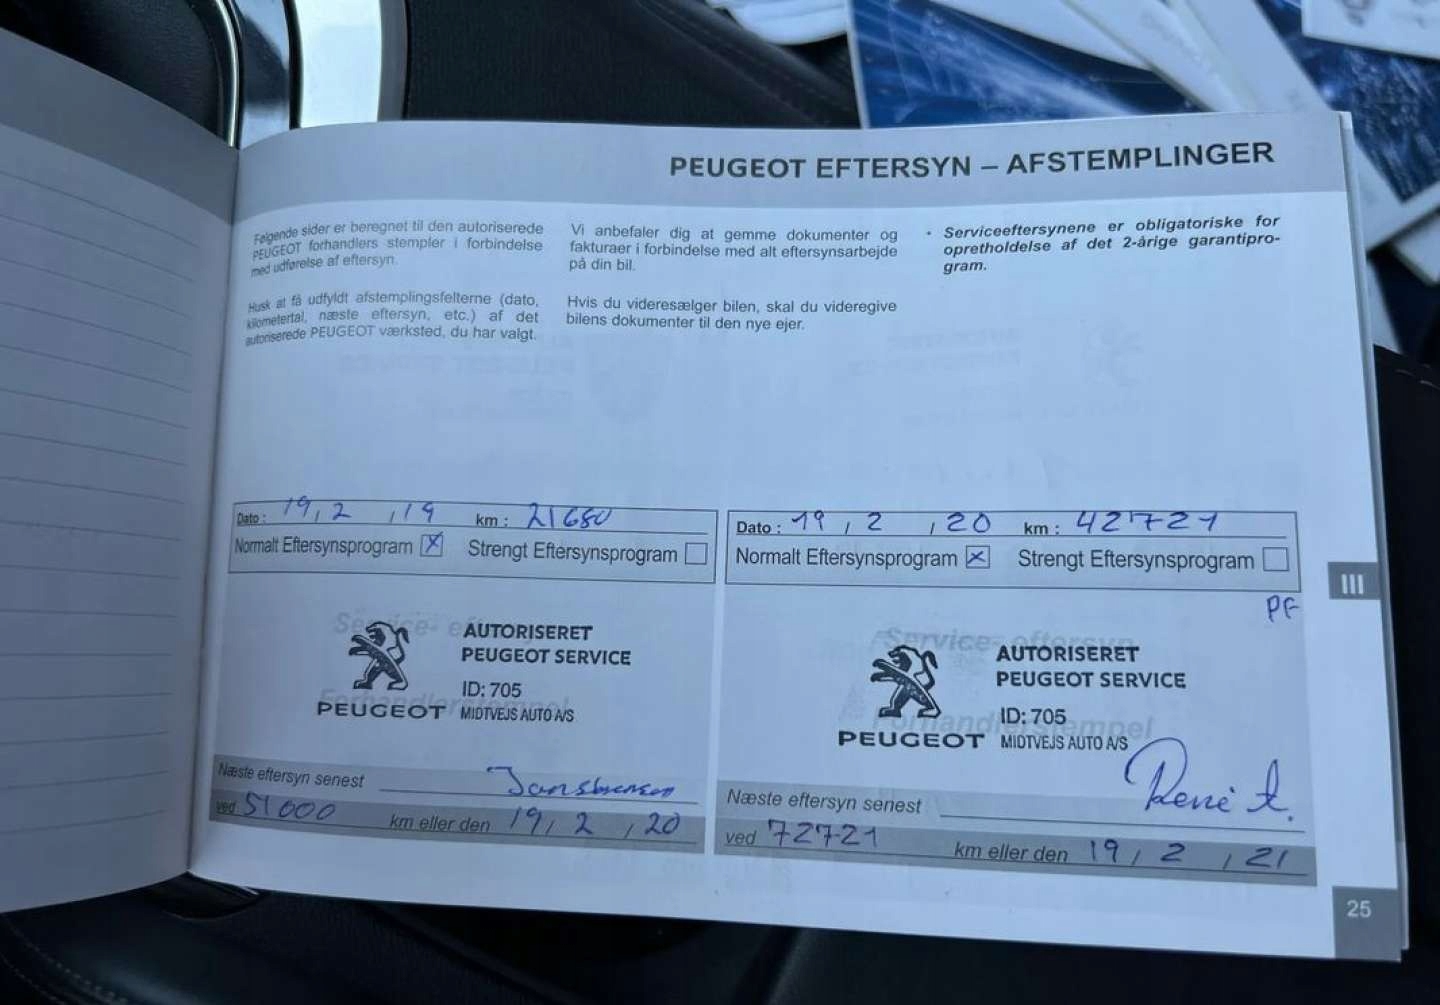 PEUGEOT EFTERSYN – AFSTEMPLINGER
Følgende sider er beregnet til den autoriserede
PEUGEOT forhandlers stempler i forbindelse
med udførelse af eftersyn.
Husk at få udfyldt afstemplingsfelterne (dato,
kilometertal, næste eftersyn, etc.) af det
autoriserede PEUGEOT værksted, du har valgt.
Vi anbefaler dig at gemme dokumenter og
fakturaer i forbindelse med alt eftersynsarbejde
på din bil.
Hvis du videresælger bilen, skal du videregive
bilens dokumenter til den nye ejer.
• Serviceeftersynene er obligatoriske for
opretholdelse af det 2-årige garantipro-
gram.
Dato : 19 / 2 / 19 km : 21680
Normalt Eftersynsprogram X Strengt Eftersynsprogram
Service- eftersyn
AUTORISERET
PEUGEOT SERVICE
ID: 705
Forhandlerstempel
PEUGEOT MIDTVEJS AUTO A/S
Næste eftersyn senest
ved 51000 km eller den 19 / 2 / 20
Dato : 19 / 2 / 20 km : 42721
Normalt Eftersynsprogram X Strengt Eftersynsprogram
PF
Service- eftersyn
AUTORISERET
PEUGEOT SERVICE
ID: 705
Forhandlerstempel
PEUGEOT MIDTVEJS AUTO A/S
Næste eftersyn senest René
ved 72721 km eller den 19 / 2 / 21
III
25